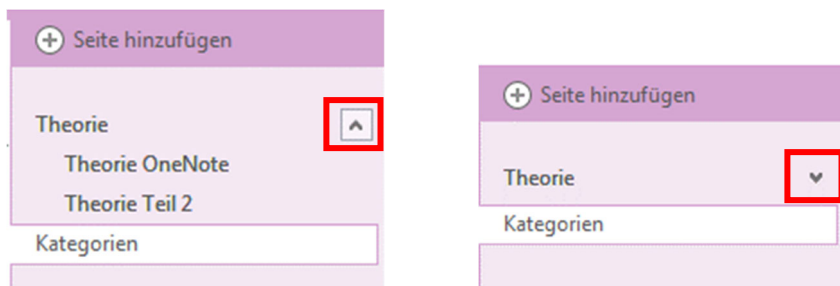 Seite hinzufügen
Theorie
Theorie OneNote
Theorie Teil 2
Kategorien
Seite hinzufügen
Theorie
Kategorien